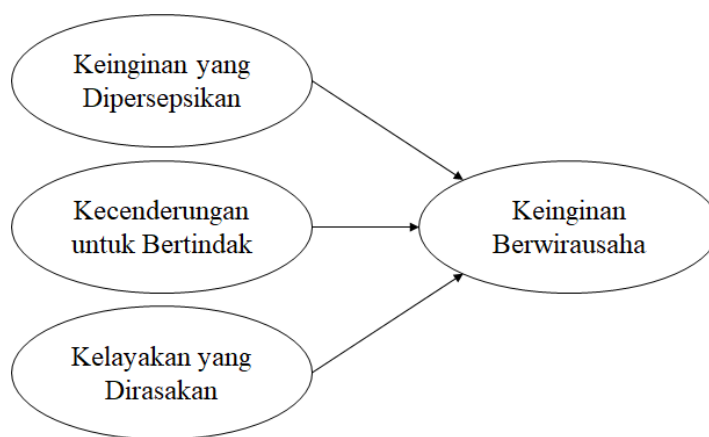 Keinginan yang
Dipersepsikan
Kecenderungan
untuk Bertindak
Kelayakan yang
Dirasakan
Keinginan
Berwirausaha